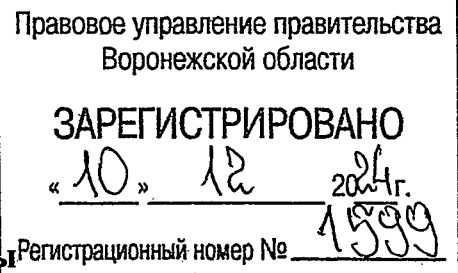 Правовое управление правительства
Воронежской области
ЗАРЕГИСТРИРОВАНО
«10» 12 2024г.
ы Регистрационный номер № 1599